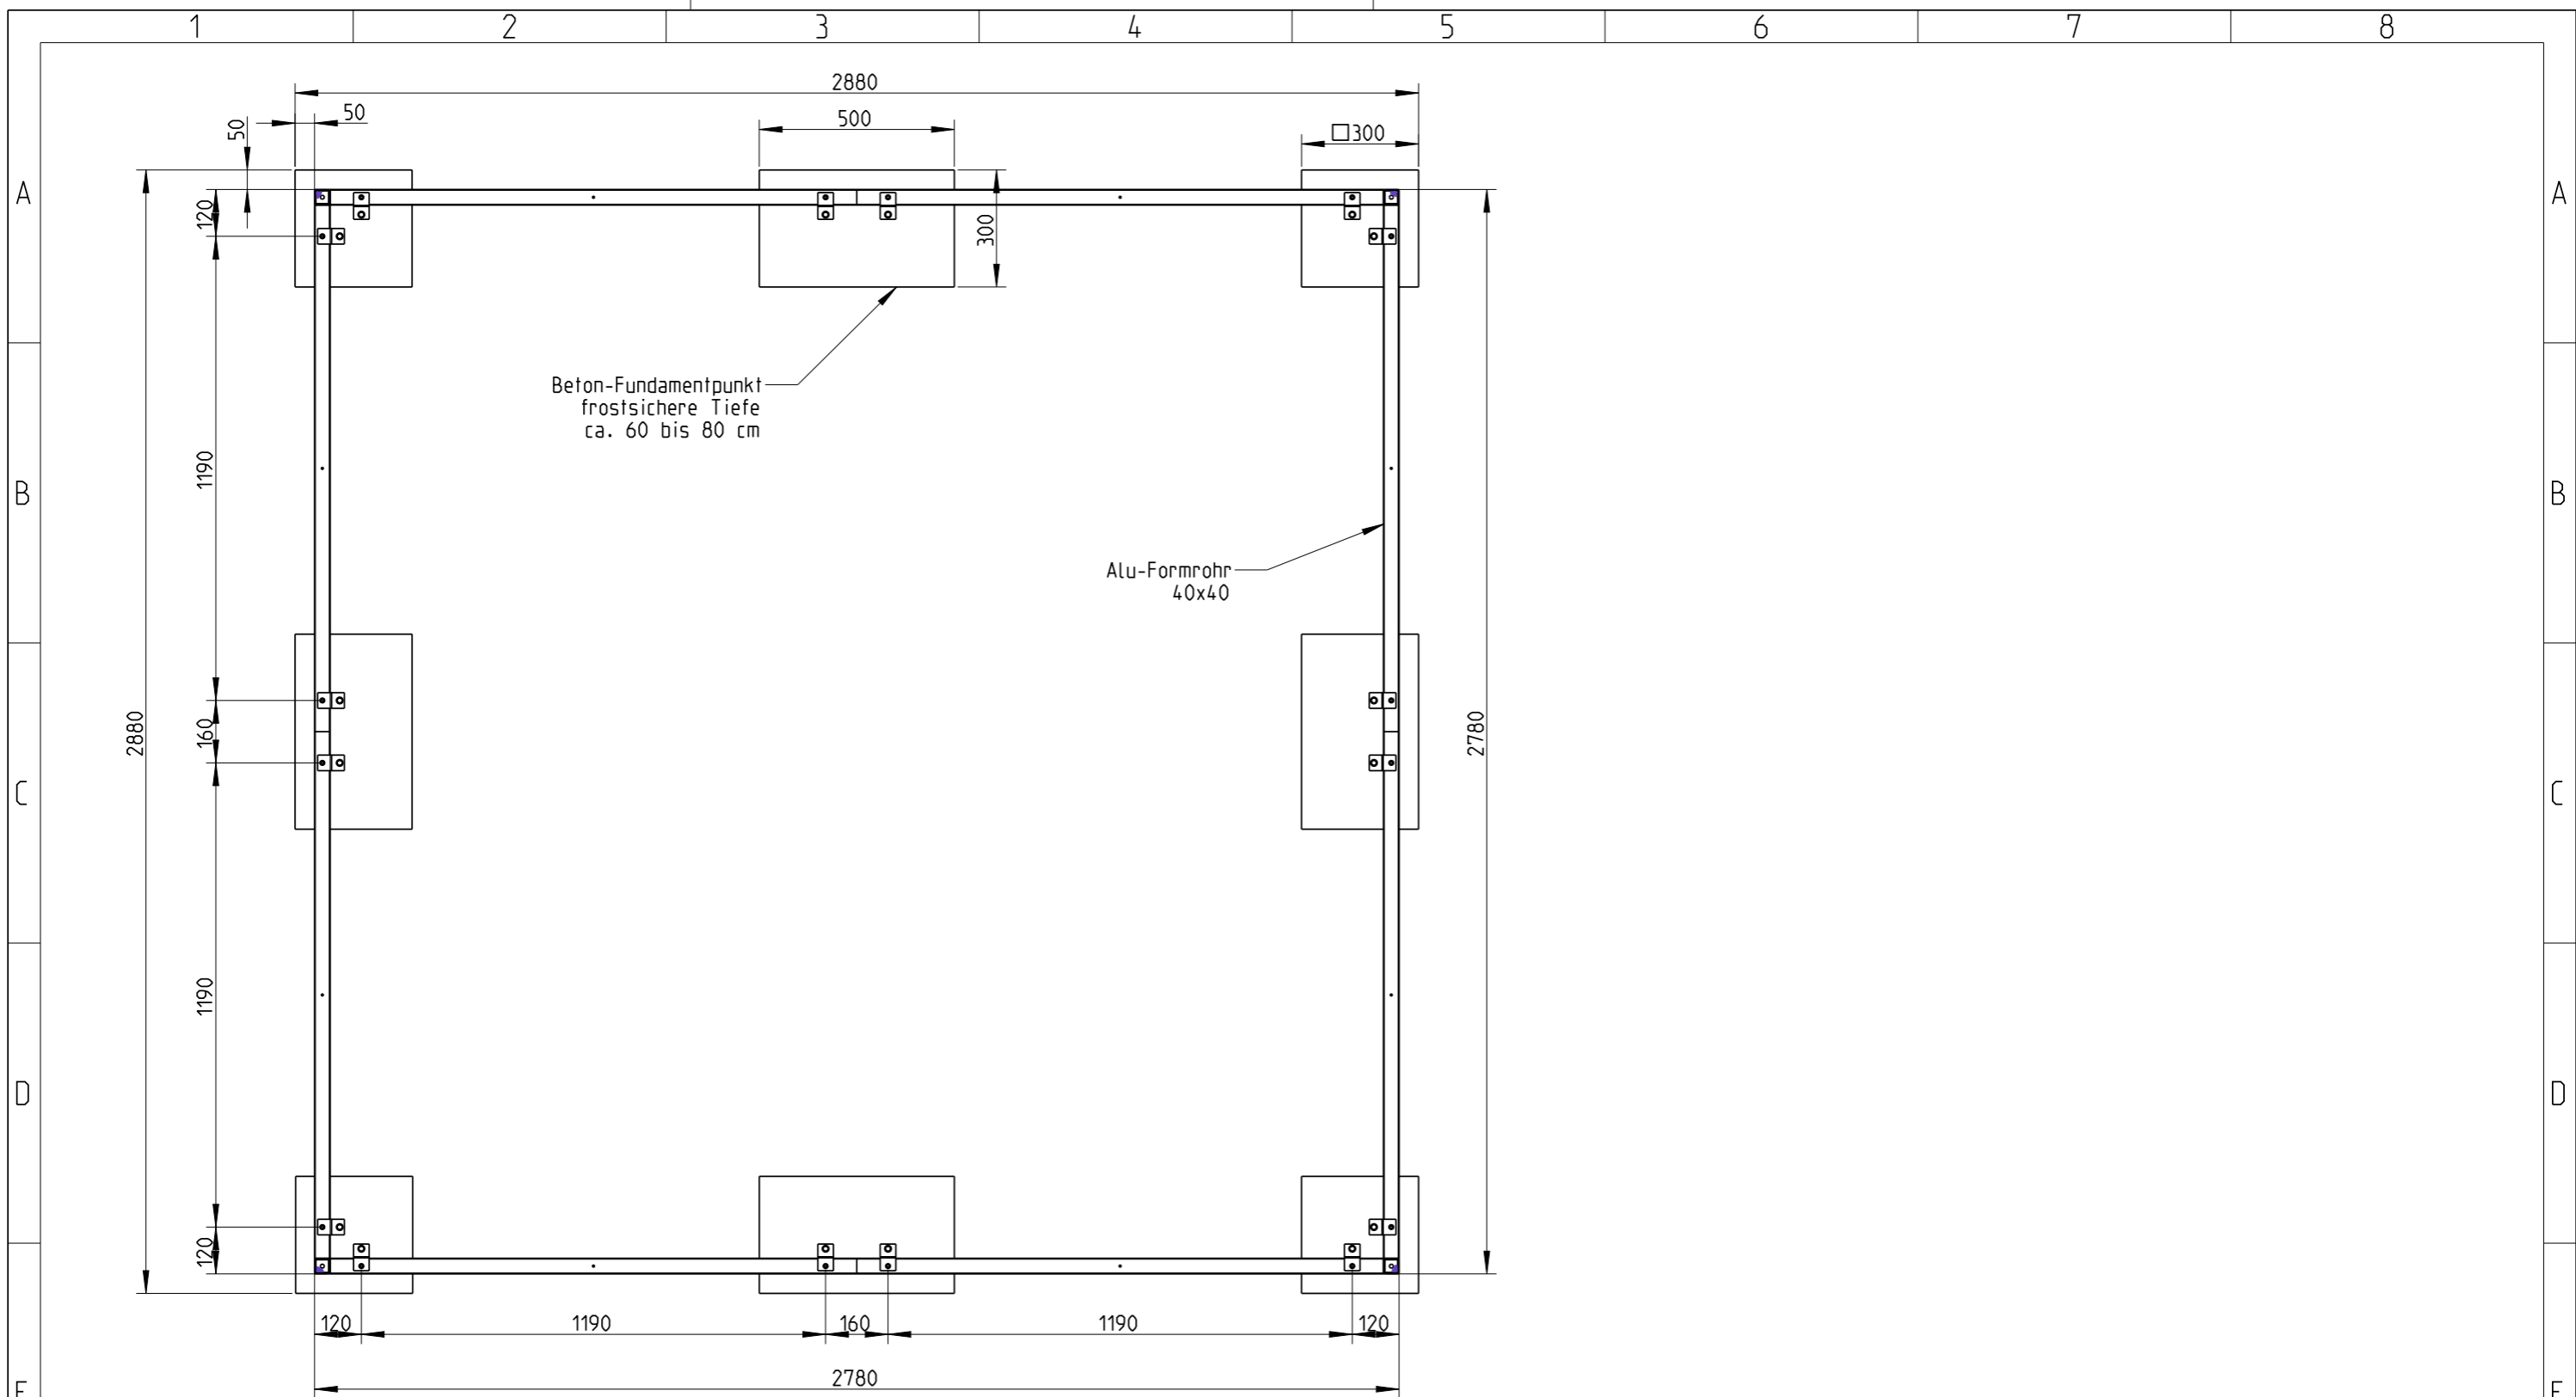 1 2 3 4 5 6 7 8
2880
50 500 □300
50
A A
120
300
Beton-Fundamentpunkt
frostsichere Tiefe
ca. 60 bis 80 cm
1190
B B
Alu-Formrohr
40x40
2880 160 2780
C C
1190
D D
120
120 1190 160 1190 120
2780